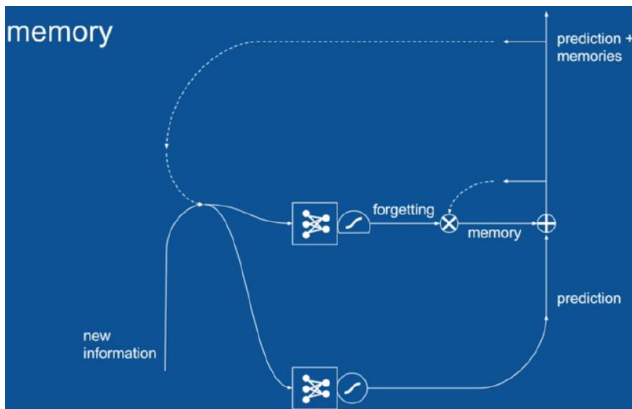 memory
prediction +
memories
forgetting
memory
prediction
new
information